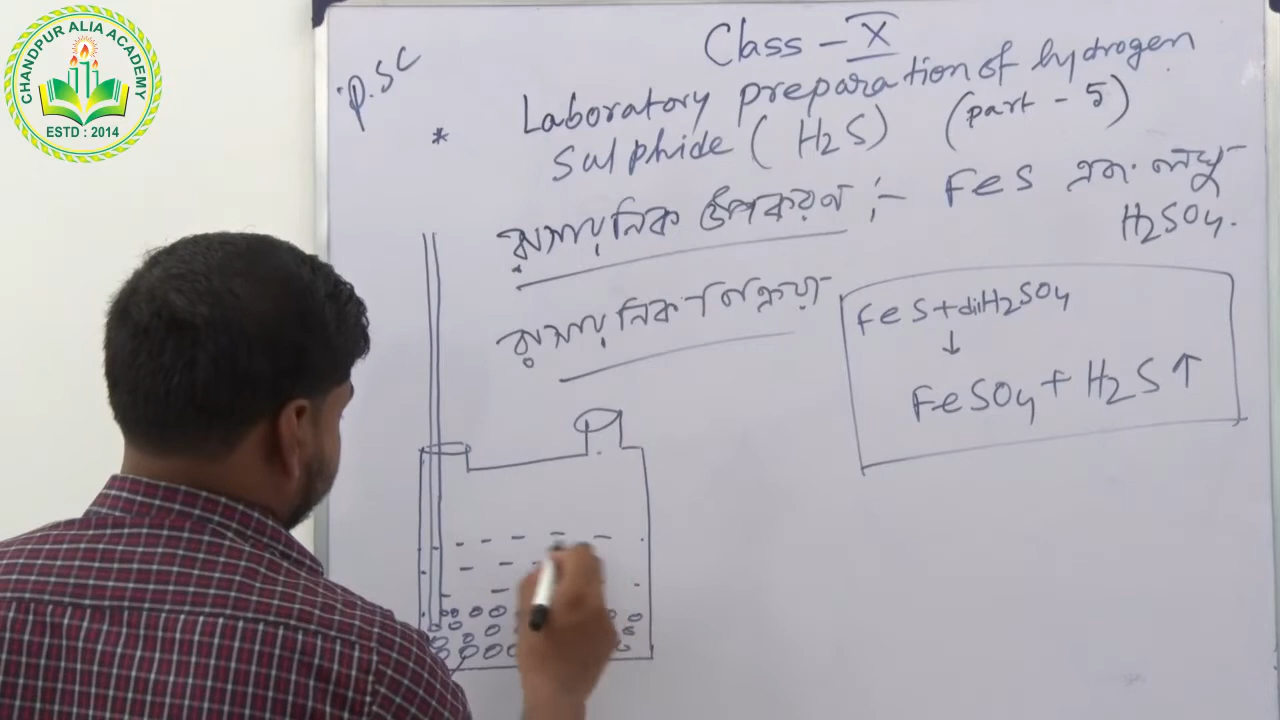 CHANDPUR ALIA ACADEMY
ESTD : 2014
P.SC
Class - X
* Laboratory preparation of hydrogen
Sulphide ( H2S) (part - 5)
রাসায়নিক উপকরণ :- FeS এবং লঘু
H2SO4.
রাসায়নিক বিক্রিয়া
FeS + dil H2SO4
↓
FeSO4 + H2S ↑